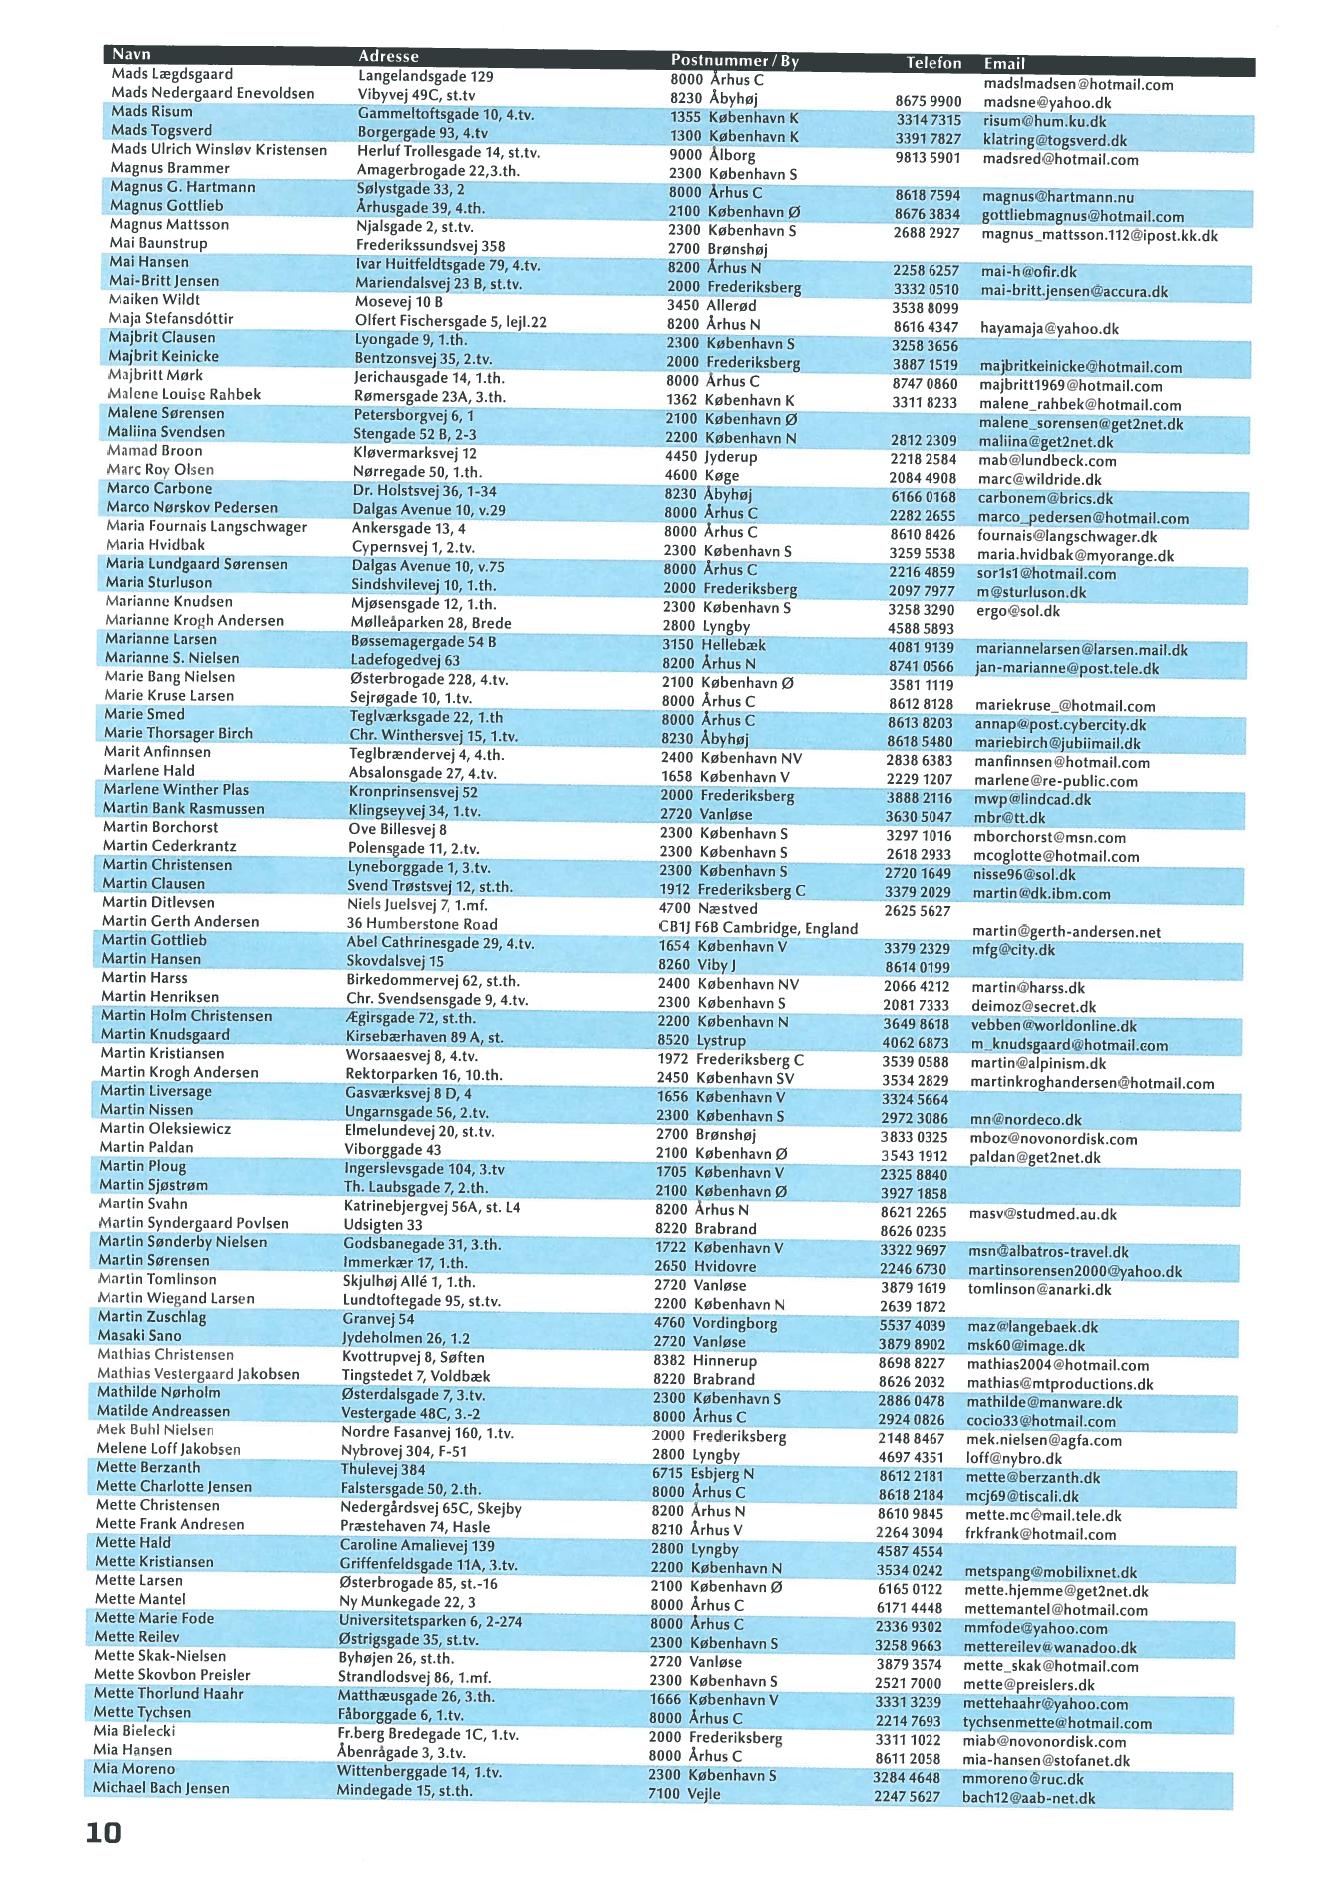 Navn Adresse Postnummer / By Telefon Email
Mads Lægdsgaard Langelandsgade 129 8000 Århus C madslmadsen@hotmail.com
Mads Nedergaard Enevoldsen Vibyvej 49C, st.tv 8230 Åbyhøj 8675 9900 madsne@yahoo.dk
Mads Risum Gammeltoftsgade 10, 4.tv. 1355 København K 3314 7315 risum@hum.ku.dk
Mads Togsverd Borgergade 93, 4.tv 1300 København K 3391 7827 klatring@togsverd.dk
Mads Ulrich Winsløv Kristensen Herluf Trollesgade 14, st.tv. 9000 Ålborg 9813 5901 madsred@hotmail.com
Magnus Brammer Amagerbrogade 22,3.th. 2300 København S
Magnus G. Hartmann Sølystgade 33, 2 8000 Århus C 8618 7594 magnus@hartmann.nu
Magnus Gottlieb Århusgade 39, 4.th. 2100 København Ø 8676 3834 gottliebmagnus@hotmail.com
Magnus Mattsson Njalsgade 2, st.tv. 2300 København S 2688 2927 magnus_mattsson.112@ipost.kk.dk
Mai Baunstrup Frederikssundsvej 358 2700 Brønshøj
Mai Hansen Ivar Huitfeldtsgade 79, 4.tv. 8200 Århus N 2258 6257 mai-h@ofir.dk
Mai-Britt Jensen Mariendalsvej 23 B, st.tv. 2000 Frederiksberg 3332 0510 mai-britt.jensen@accura.dk
Maiken Wildt Mosevej 10 B 3450 Allerød 3538 8099
Maja Stefansdóttir Olfert Fischersgade 5, lejl.22 8200 Århus N 8616 4347 hayamaja@yahoo.dk
Majbrit Clausen Lyongade 9, 1.th. 2300 København S 3258 3656
Majbrit Keinicke Bentzonsvej 35, 2.tv. 2000 Frederiksberg 3887 1519 majbritkeinicke@hotmail.com
Majbritt Mørk Jerichausgade 14, 1.th. 8000 Århus C 8747 0860 majbritt1969@hotmail.com
Malene Louise Rahbek Rømersgade 23A, 3.th. 1362 København K 3311 8233 malene_rahbek@hotmail.com
Malene Sørensen Petersborgvej 6, 1 2100 København Ø malene_sorensen@get2net.dk
Maliina Svendsen Stengade 52 B, 2-3 2200 København N 2812 2309 maliina@get2net.dk
Mamad Broon Kløvermarksvej 12 4450 Jyderup 2218 2584 mab@lundbeck.com
Marc Roy Olsen Nørregade 50, 1.th. 4600 Køge 2084 4908 marc@wildride.dk
Marco Carbone Dr. Holstsvej 36, 1-34 8230 Åbyhøj 6166 0168 carbonem@brics.dk
Marco Nørskov Pedersen Dalgas Avenue 10, v.29 8000 Århus C 2282 2655 marco_pedersen@hotmail.com
Maria Fournais Langschwager Ankersgade 13, 4 8000 Århus C 8610 8426 fournais@langschwager.dk
Maria Hvidbak Cypernsvej 1, 2.tv. 2300 København S 3259 5538 maria.hvidbak@myorange.dk
Maria Lundgaard Sørensen Dalgas Avenue 10, v.75 8000 Århus C 2216 4859 sor1s1@hotmail.com
Maria Sturluson Sindshvilevej 10, 1.th. 2000 Frederiksberg 2097 7977 m@sturluson.dk
Marianne Knudsen Mjøsensgade 12, 1.th. 2300 København S 3258 3290 ergo@sol.dk
Marianne Krogh Andersen Mølleåparken 28, Brede 2800 Lyngby 4588 5893
Marianne Larsen Bøssemagergade 54 B 3150 Hellebæk 4081 9139 mariannelarsen@larsen.mail.dk
Marianne S. Nielsen Ladefogedvej 63 8200 Århus N 8741 0566 jan-marianne@post.tele.dk
Marie Bang Nielsen Østerbrogade 228, 4.tv. 2100 København Ø 3581 1119
Marie Kruse Larsen Sejrøgade 10, 1.tv. 8000 Århus C 8612 8128 mariekruse_@hotmail.com
Marie Smed Teglværksgade 22, 1.th 8000 Århus C 8613 8203 annap@post.cybercity.dk
Marie Thorsager Birch Chr. Winthersvej 15, 1.tv. 8230 Åbyhøj 8618 5480 mariebirch@jubiimail.dk
Marit Anfinnsen Teglbrændervej 4, 4.th. 2400 København NV 2838 6383 manfinnsen@hotmail.com
Marlene Hald Absalonsgade 27, 4.tv. 1658 København V 2229 1207 marlene@re-public.com
Marlene Winther Plas Kronprinsensvej 52 2000 Frederiksberg 3888 2116 mwp@lindcad.dk
Martin Bank Rasmussen Klingseyvej 34, 1.tv. 2720 Vanløse 3630 5047 mbr@tt.dk
Martin Borchorst Ove Billesvej 8 2300 København S 3297 1016 mborchorst@msn.com
Martin Cederkrantz Polensgade 11, 2.tv. 2300 København S 2618 2933 mcoglotte@hotmail.com
Martin Christensen Lyneborggade 1, 3.tv. 2300 København S 2720 1649 nisse96@sol.dk
Martin Clausen Svend Trøstsvej 12, st.th. 1912 Frederiksberg C 3379 2029 martin@dk.ibm.com
Martin Ditlevsen Niels Juelsvej 7, 1.mf. 4700 Næstved 2625 5627
Martin Gerth Andersen 36 Humberstone Road CB1J F6B Cambridge, England martin@gerth-andersen.net
Martin Gottlieb Abel Cathrinesgade 29, 4.tv. 1654 København V 3379 2329 mfg@city.dk
Martin Hansen Skovdalsvej 15 8260 Viby J 8614 0199
Martin Harss Birkedommervej 62, st.th. 2400 København NV 2066 4212 martin@harss.dk
Martin Henriksen Chr. Svendsensgade 9, 4.tv. 2300 København S 2081 7333 deimoz@secret.dk
Martin Holm Christensen Ægirsgade 72, st.th. 2200 København N 3649 8618 vebben@worldonline.dk
Martin Knudsgaard Kirsebærhaven 89 A, st. 8520 Lystrup 4062 6873 m_knudsgaard@hotmail.com
Martin Kristiansen Worsaaesvej 8, 4.tv. 1972 Frederiksberg C 3539 0588 martin@alpinism.dk
Martin Krogh Andersen Rektorparken 16, 10.th. 2450 København SV 3534 2829 martinkroghandersen@hotmail.com
Martin Liversage Gasværksvej 8 D, 4 1656 København V 3324 5664
Martin Nissen Ungarnsgade 56, 2.tv. 2300 København S 2972 3086 mn@nordeco.dk
Martin Oleksiewicz Elmelundevej 20, st.tv. 2700 Brønshøj 3833 0325 mboz@novonordisk.com
Martin Paldan Viborggade 43 2100 København Ø 3543 1912 paldan@get2net.dk
Martin Ploug Ingerslevsgade 104, 3.tv 1705 København V 2325 8840
Martin Sjøstrøm Th. Laubsgade 7, 2.th. 2100 København Ø 3927 1858
Martin Svahn Katrinebjergvej 56A, st. L4 8200 Århus N 8621 2265 masv@studmed.au.dk
Martin Syndergaard Povlsen Udsigten 33 8220 Brabrand 8626 0235
Martin Sønderby Nielsen Godsbanegade 31, 3.th. 1722 København V 3322 9697 msn@albatros-travel.dk
Martin Sørensen Immerkær 17, 1.th. 2650 Hvidovre 2246 6730 martinsorensen2000@yahoo.dk
Martin Tomlinson Skjulhøj Allé 1, 1.th. 2720 Vanløse 3879 1619 tomlinson@anarki.dk
Martin Wiegand Larsen Lundtoftegade 95, st.tv. 2200 København N 2639 1872
Martin Zuschlag Granvej 54 4760 Vordingborg 5537 4039 maz@langebaek.dk
Masaki Sano Jydeholmen 26, 1.2 2720 Vanløse 3879 8902 msk60@image.dk
Mathias Christensen Kvottrupvej 8, Søften 8382 Hinnerup 8698 8227 mathias2004@hotmail.com
Mathias Vestergaard Jakobsen Tingstedet 7, Voldbæk 8220 Brabrand 8626 2032 mathias@mtproductions.dk
Mathilde Nørholm Østerdalsgade 7, 3.tv. 2300 København S 2886 0478 mathilde@manware.dk
Matilde Andreassen Vestergade 48C, 3.-2 8000 Århus C 2924 0826 cocio33@hotmail.com
Mek Buhl Nielsen Nordre Fasanvej 160, 1.tv. 2000 Frederiksberg 2148 8467 mek.nielsen@agfa.com
Melene Loff Jakobsen Nybrovej 304, F-51 2800 Lyngby 4697 4351 loff@nybro.dk
Mette Berzanth Thulevej 384 6715 Esbjerg N 8612 2181 mette@berzanth.dk
Mette Charlotte Jensen Falstersgade 50, 2.th. 8000 Århus C 8618 2184 mcj69@tiscali.dk
Mette Christensen Nedergårdsvej 65C, Skejby 8200 Århus N 8610 9845 mette.mc@mail.tele.dk
Mette Frank Andresen Præstehaven 74, Hasle 8210 Århus V 2264 3094 frkfrank@hotmail.com
Mette Hald Caroline Amalievej 139 2800 Lyngby 4587 4554
Mette Kristiansen Griffenfeldsgade 11A, 3.tv. 2200 København N 3534 0242 metspang@mobilixnet.dk
Mette Larsen Østerbrogade 85, st.-16 2100 København Ø 6165 0122 mette.hjemme@get2net.dk
Mette Mantel Ny Munkegade 22, 3 8000 Århus C 6171 4448 mettemantel@hotmail.com
Mette Marie Fode Universitetsparken 6, 2-274 8000 Århus C 2336 9302 mmfode@yahoo.com
Mette Reilev Østrigsgade 35, st.tv. 2300 København S 3258 9663 mettereilev@wanadoo.dk
Mette Skak-Nielsen Byhøjen 26, st.th. 2720 Vanløse 3879 3574 mette_skak@hotmail.com
Mette Skovbon Preisler Strandlodsvej 86, 1.mf. 2300 København S 2521 7000 mette@preislers.dk
Mette Thorlund Haahr Matthæusgade 26, 3.th. 1666 København V 3331 3239 mettehaahr@yahoo.com
Mette Tychsen Fåborggade 6, 1.tv. 8000 Århus C 2214 7693 tychsenmette@hotmail.com
Mia Bielecki Fr.berg Bredegade 1C, 1.tv. 2000 Frederiksberg 3311 1022 miab@novonordisk.com
Mia Hansen Åbenrågade 3, 3.tv. 8000 Århus C 8611 2058 mia-hansen@stofanet.dk
Mia Moreno Wittenberggade 14, 1.tv. 2300 København S 3284 4648 mmoreno@ruc.dk
Michael Bach Jensen Mindegade 15, st.th. 7100 Vejle 2247 5627 bach12@aab-net.dk
10